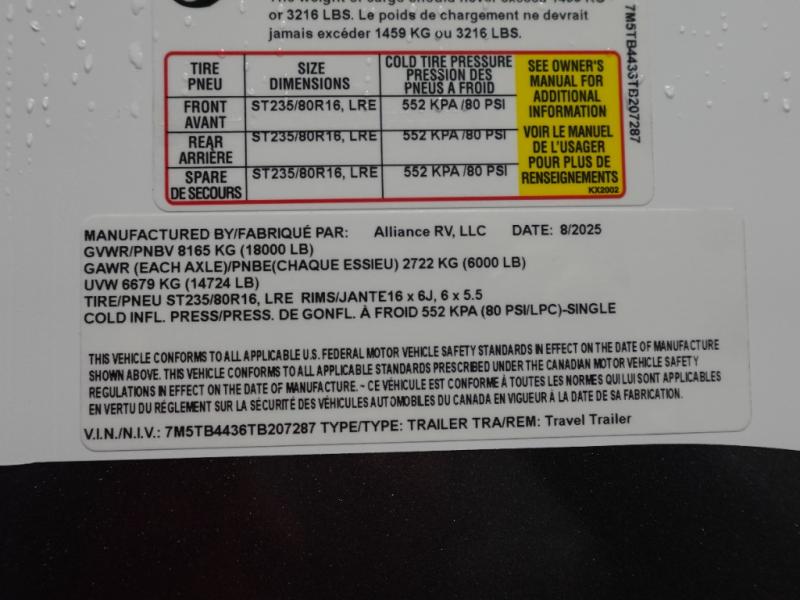 The weight of cargo should never exceed 1459 KG
or 3216 LBS. Le poids de chargement ne devrait
jamais excéder 1459 KG ou 3216 LBS.
TIRE
PNEU
SIZE
DIMENSIONS
COLD TIRE PRESSURE
PRESSION DES
PNEUS A FROID
FRONT
AVANT
ST235/80R16, LRE
552 KPA /80 PSI
REAR
ARRIÈRE
ST235/80R16, LRE
552 KPA /80 PSI
SPARE
DE SECOURS
ST235/80R16, LRE
552 KPA /80 PSI
SEE OWNER'S
MANUAL FOR
ADDITIONAL
INFORMATION
VOIR LE MANUEL
DE L'USAGER
POUR PLUS DE
RENSEIGNEMENTS
KX2002
MANUFACTURED BY/FABRIQUÉ PAR: Alliance RV, LLC DATE: 8/2025
GVWR/PNBV 8165 KG (18000 LB)
GAWR (EACH AXLE)/PNBE(CHAQUE ESSIEU) 2722 KG (6000 LB)
UVW 6679 KG (14724 LB)
TIRE/PNEU ST235/80R16, LRE RIMS/JANTE16 x 6J, 6 x 5.5
COLD INFL. PRESS/PRESS. DE GONFL. À FROID 552 KPA (80 PSI/LPC)-SINGLE
THIS VEHICLE CONFORMS TO ALL APPLICABLE U.S. FEDERAL MOTOR VEHICLE SAFETY STANDARDS IN EFFECT ON THE DATE OF MANUFACTURE
SHOWN ABOVE. THIS VEHICLE CONFORMS TO ALL APPLICABLE STANDARDS PRESCRIBED UNDER THE CANADIAN MOTOR VEHICLE SAFETY
REGULATIONS IN EFFECT ON THE DATE OF MANUFACTURE. ~ CE VÉHICULE EST CONFORME À TOUTES LES NORMES QUI LUI SONT APPLICABLES
EN VERTU DU RÉGLEMENT SUR LA SÉCURITÉ DES VÉHICULES AUTOMOBILES DU CANADA EN VIGUEUR À LA DATE DE SA FABRICATION.
V.I.N./N.I.V.: 7M5TB4436TB207287 TYPE/TYPE: TRAILER TRA/REM: Travel Trailer